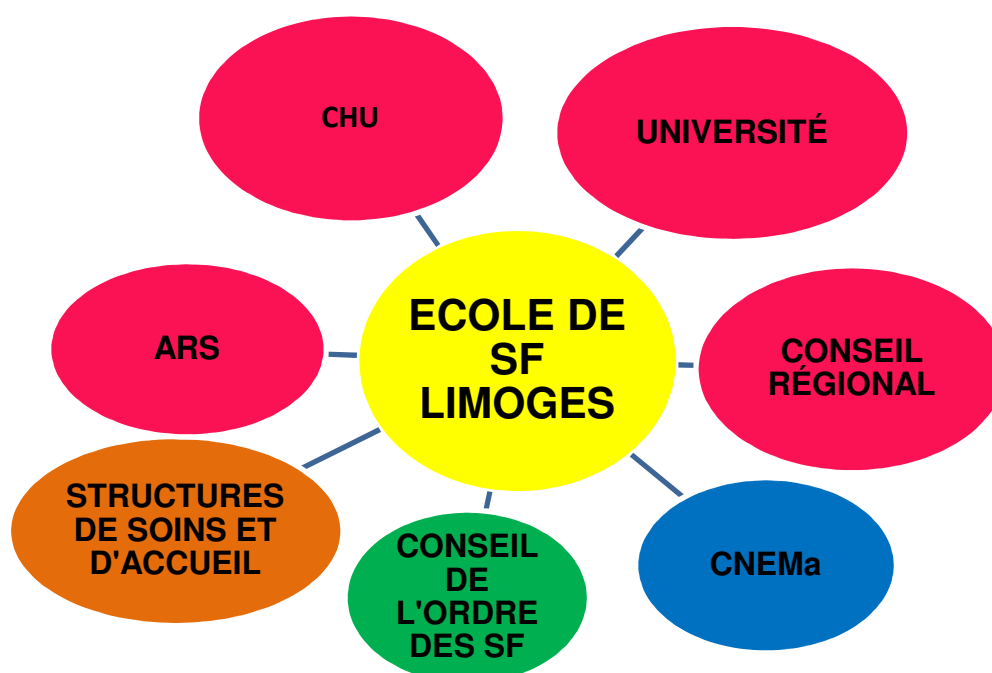 CHU
UNIVERSITÉ
ECOLE DE
SF
LIMOGES
ARS
CONSEIL
RÉGIONAL
STRUCTURES
DE SOINS ET
D'ACCUEIL
CONSEIL
DE
L'ORDRE
DES SF
CNEMa